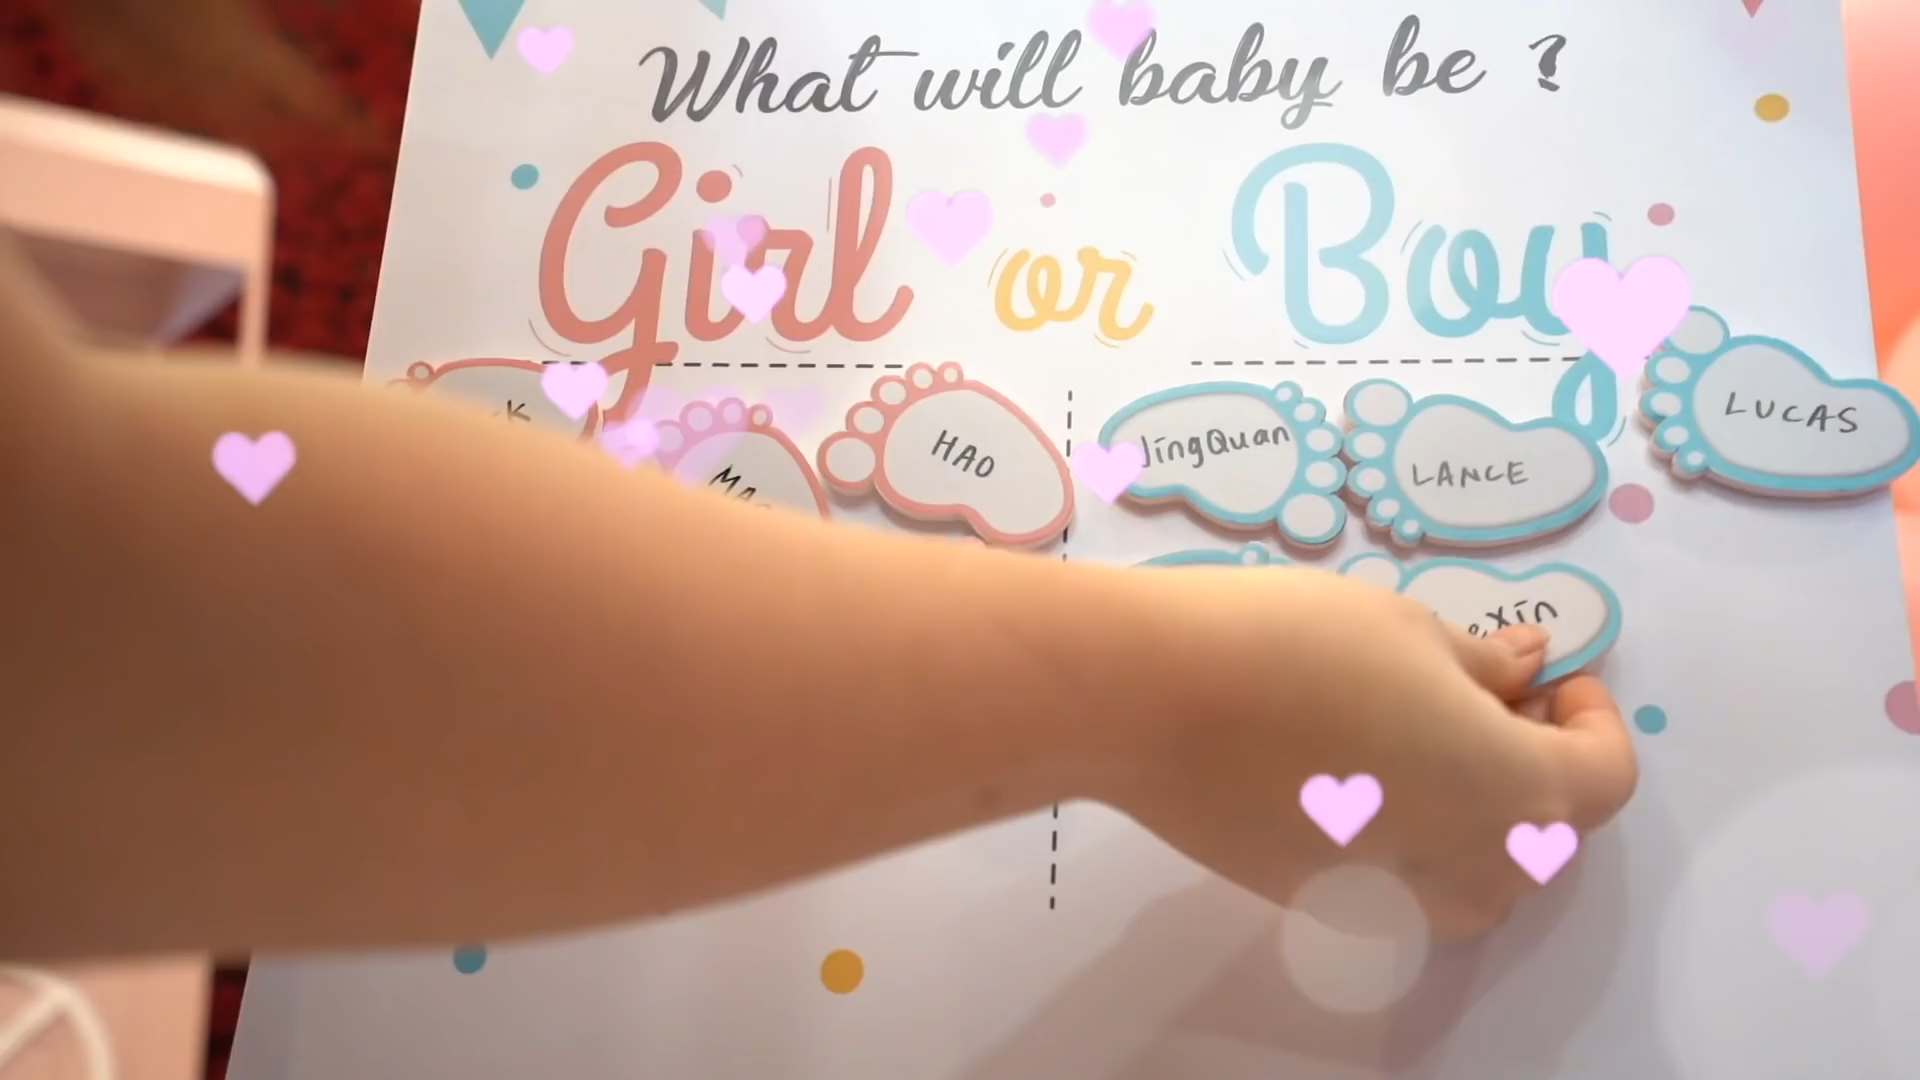 What will baby be ?
Girl or Boy
HAO
JingQuan
LANCE
LUCAS